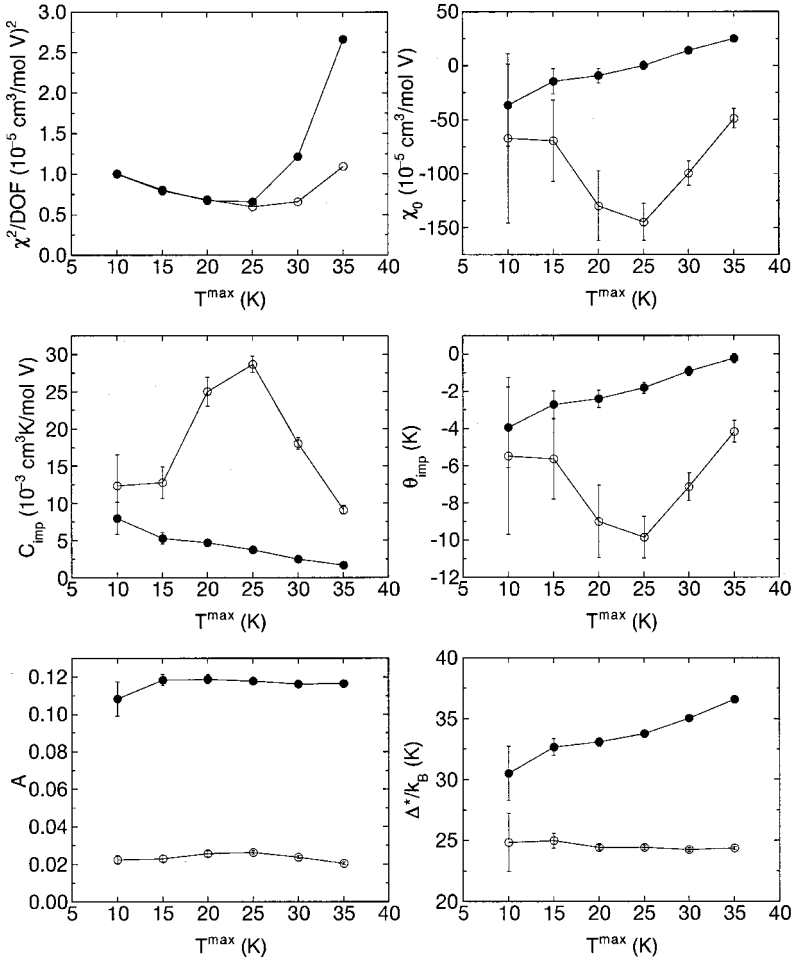 χ²/DOF (10⁻⁵ cm³/mol V)²
3.0
2.5
2.0
1.5
1.0
0.5
0.0
5 10 15 20 25 30 35 40
Tᵐᵃˣ (K)
χ₀ (10⁻⁵ cm³/mol V)
50
0
-50
-100
-150
5 10 15 20 25 30 35 40
Tᵐᵃˣ (K)
C_imp (10⁻³ cm³K/mol V)
30
25
20
15
10
5
0
5 10 15 20 25 30 35 40
Tᵐᵃˣ (K)
θ_imp (K)
0
-2
-4
-6
-8
-10
-12
5 10 15 20 25 30 35 40
Tᵐᵃˣ (K)
A
0.12
0.10
0.08
0.06
0.04
0.02
0.00
5 10 15 20 25 30 35 40
Tᵐᵃˣ (K)
Δ*/k_B (K)
40
35
30
25
20
5 10 15 20 25 30 35 40
Tᵐᵃˣ (K)